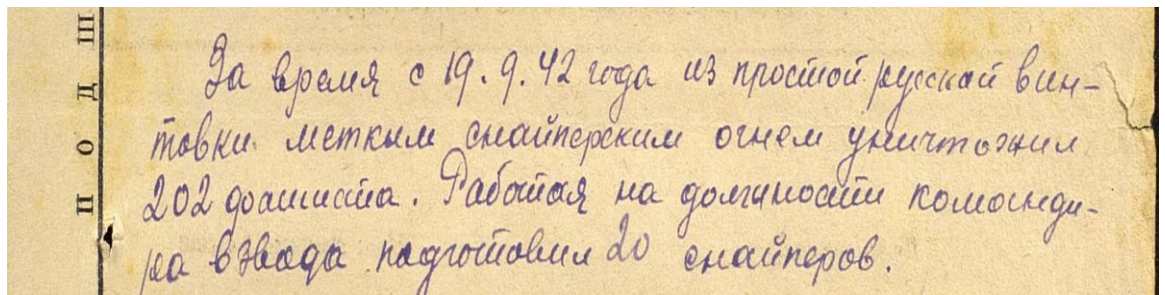 За время с 19.9.42 года из простой русской вин-
товки метким снайперским огнем уничтожил
202 фашиста. Работая на должности команди-
ра взвода подготовил 20 снайперов.
П О Д Ш